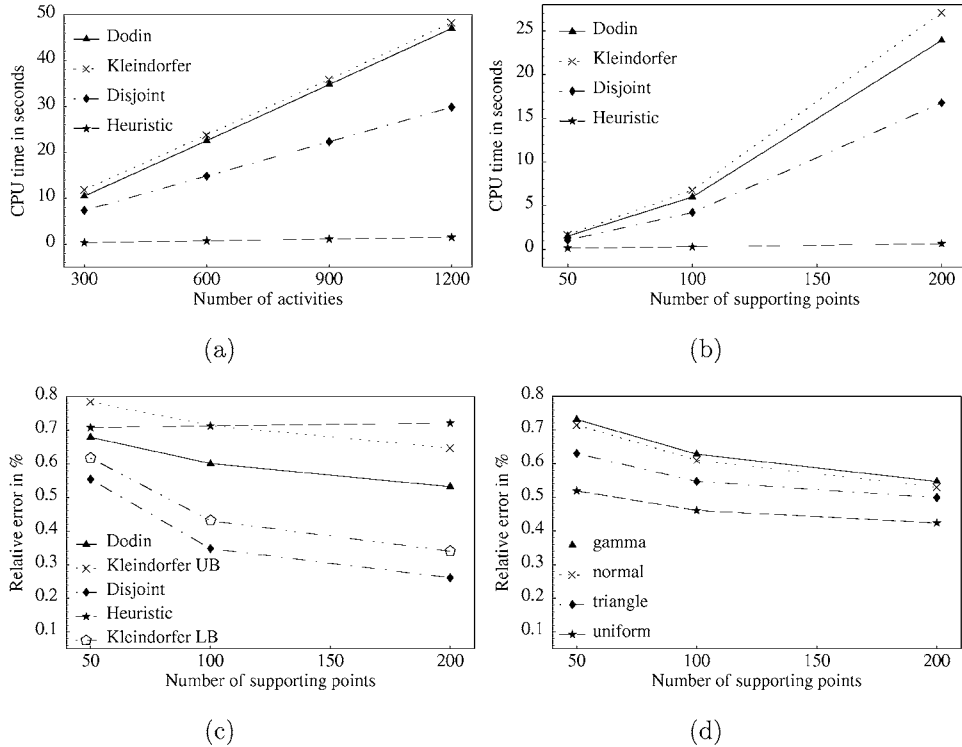 50
40
30
20
10
0
CPU time in seconds
Dodin
Kleindorfer
Disjoint
Heuristic
300 600 900 1200
Number of activities
(a)
25
20
15
10
5
0
CPU time in seconds
Dodin
Kleindorfer
Disjoint
Heuristic
50 100 150 200
Number of supporting points
(b)
0.8
0.7
0.6
0.5
0.4
0.3
0.2
0.1
Relative error in %
Dodin
Kleindorfer UB
Disjoint
Heuristic
Kleindorfer LB
50 100 150 200
Number of supporting points
(c)
0.8
0.7
0.6
0.5
0.4
0.3
0.2
0.1
Relative error in %
gamma
normal
triangle
uniform
50 100 150 200
Number of supporting points
(d)